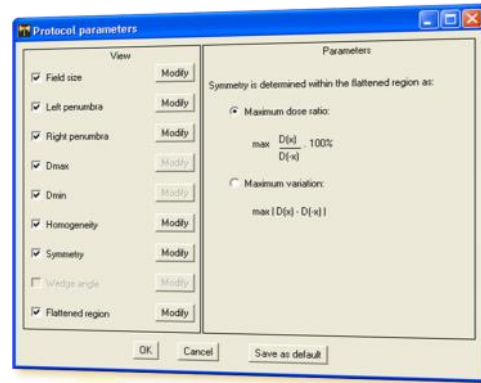 Protocol parameters
View
Field size Modify
Left penumbra Modify
Right penumbra Modify
Dmax Modify
Dmin Modify
Homogeneity Modify
Symmetry Modify
Wedge angle Modify
Flattened region Modify
Parameters
Symmetry is determined within the flattened region as:
Maximum dose ratio:
max D(x) / D(-x) . 100%
Maximum variation:
max | D(x) - D(-x) |
OK Cancel Save as default